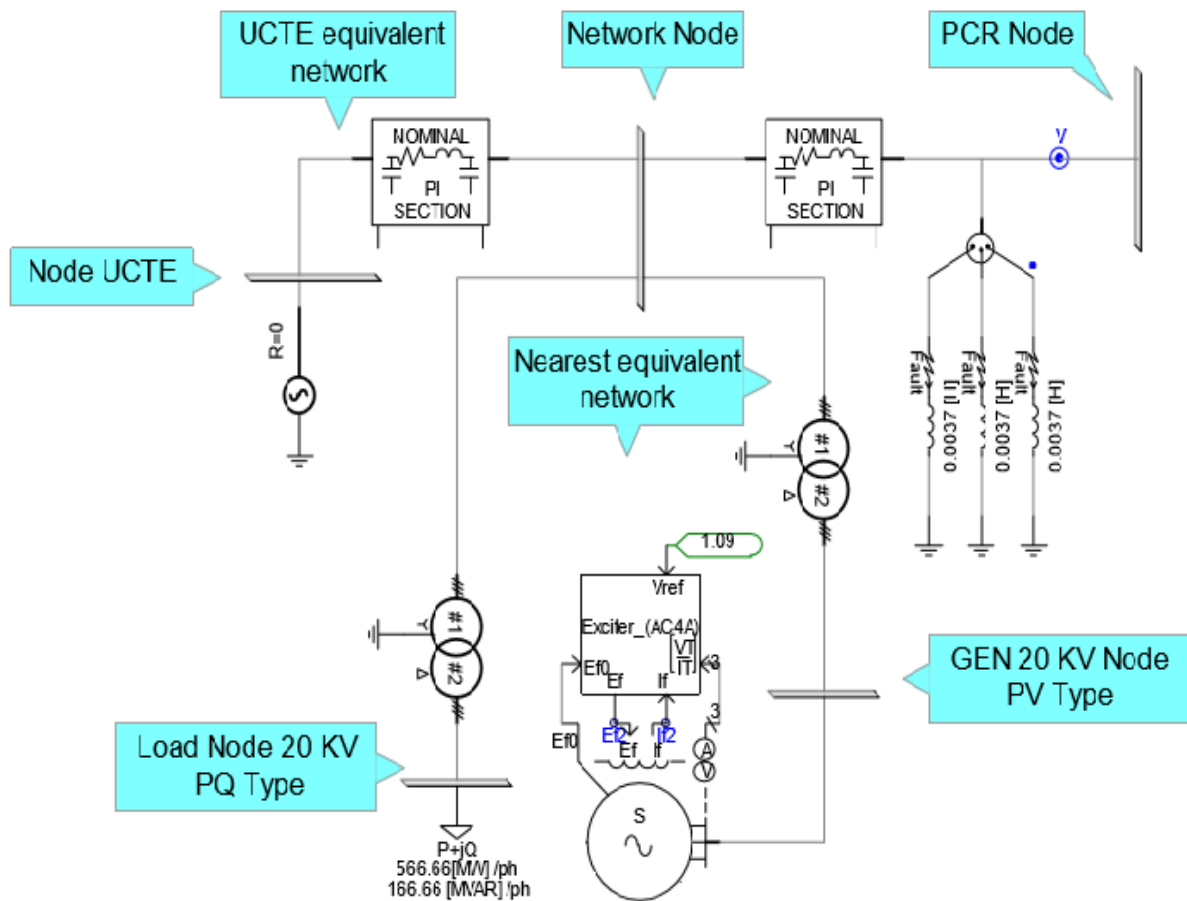 UCTE equivalent
network
Network Node
PCR Node
NOMINAL
PI
SECTION
NOMINAL
PI
SECTION
V
Node UCTE
R=0
Nearest equivalent
network
#1
#2
Fault
0.0037 [H]
Fault
0.0037 [H]
Fault
0.0037 [H]
1.09
Vref
Exciter_(AC4A)
VT
IT
3
Ef0
Ef
If
#1
#2
GEN 20 KV Node
PV Type
3
Ef0
Ef2
If2
Ef
If
A
V
Load Node 20 KV
PQ Type
S
P+jQ
566.66[MW] /ph
166.66 [MVAR] /ph